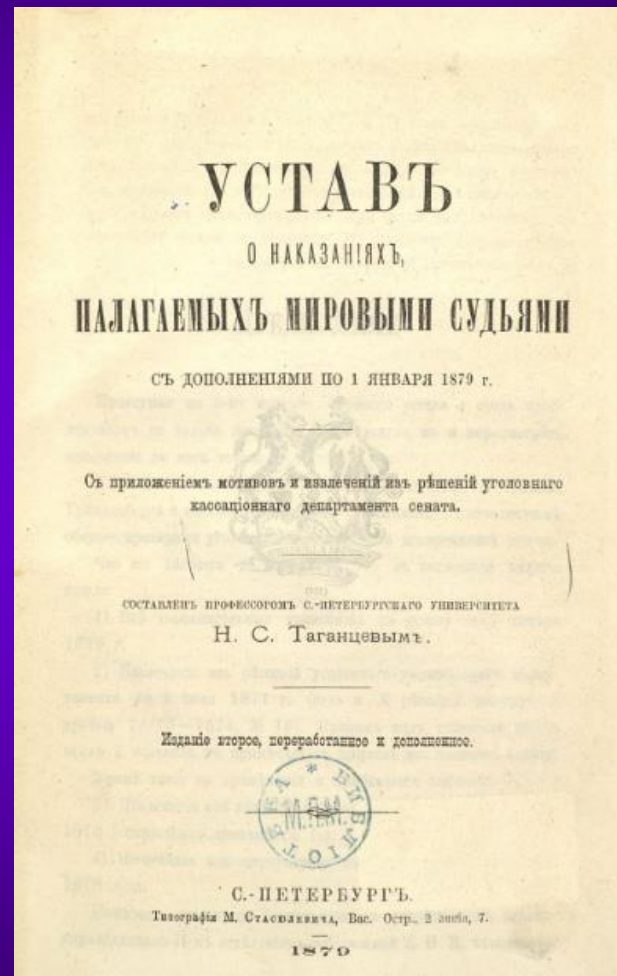 УСТАВЪ
О НАКАЗАНІЯХЪ,
НАЛАГАЕМЫХЪ МИРОВЫМИ СУДЬЯМИ
СЪ ДОПОЛНЕНІЯМИ ПО 1 ЯНВАРЯ 1879 г.
Съ приложеніемъ мотивовъ и извлеченій изъ рѣшеній уголовнаго
кассаціоннаго департамента сената.
СОСТАВЛЕНЪ ПРОФЕССОРОМЪ С.-ПЕТЕРБУРГСКАГО УНИВЕРСИТЕТА
Н. С. Таганцевымъ.
Изданіе второе, переработанное и дополненное.
БИБЛІОТЕКА
С.-ПЕТЕРБУРГЪ.
Типографія М. Стасюлевича, Вас. Остр., 2 линія, 7.
1879